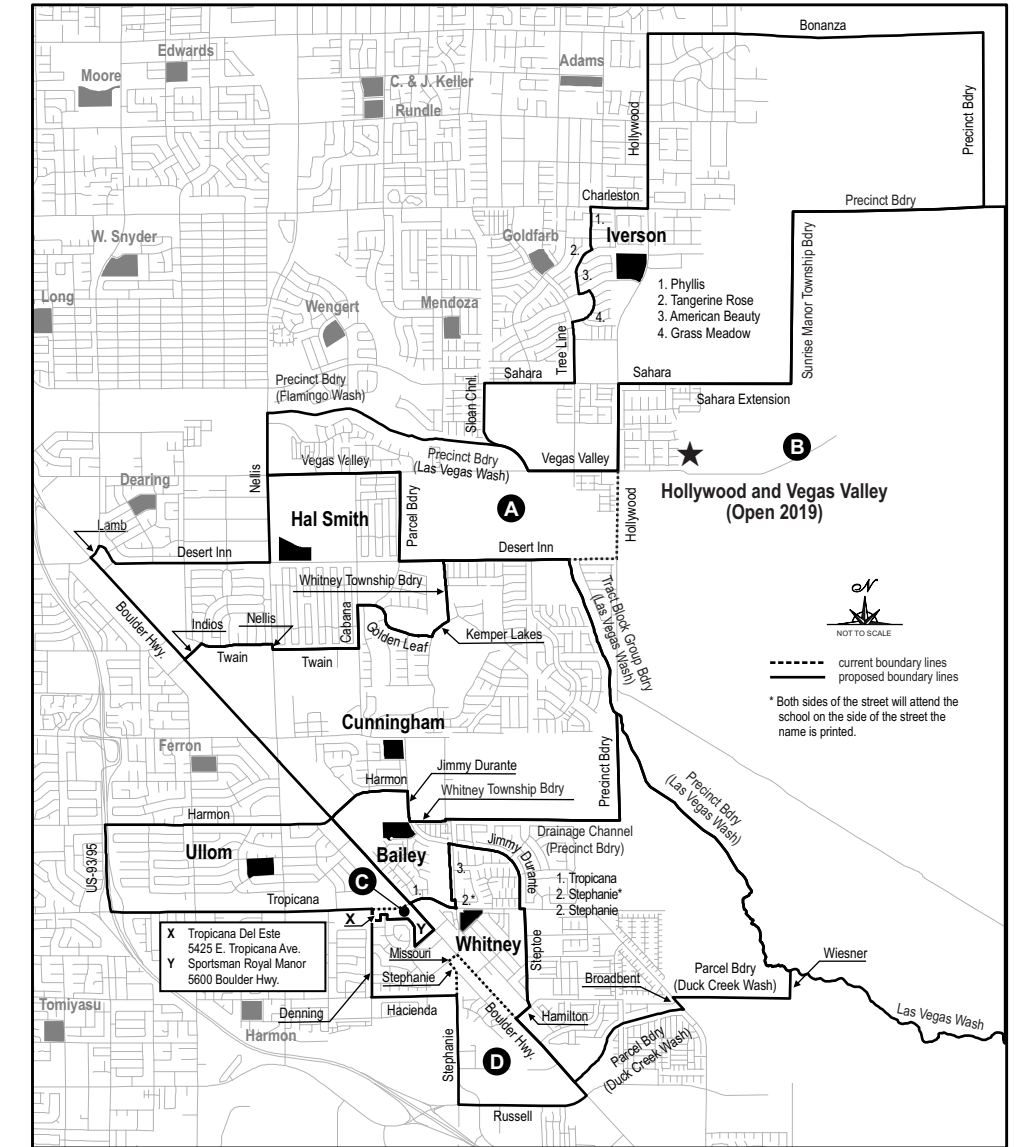 Bonanza
Edwards
Moore
C. & J. Keller
Rundle
Adams
Hollywood
Precinct Bdry
Charleston
Precinct Bdry
1.
Iverson
W. Snyder
Goldfarb
2.
3.
4.
1. Phyllis
2. Tangerine Rose
3. American Beauty
4. Grass Meadow
Sunrise Manor Township Bdry
Long
Wengert
Mendoza
Tree Line
Sahara
Sahara
Precinct Bdry
(Flamingo Wash)
Sloan Chnl.
Sahara Extension
Vegas Valley
Precinct Bdry
(Las Vegas Wash)
Vegas Valley
B
Nellis
Dearing
Hal Smith
Parcel Bdry
A
Hollywood
Hollywood and Vegas Valley
(Open 2019)
Lamb
Desert Inn
Desert Inn
Whitney Township Bdry
Boulder Hwy.
Indios
Nellis
Cabana
Golden Leaf
Kemper Lakes
Twain
Twain
Tract Block Group Bdry
(Las Vegas Wash)
N
NOT TO SCALE
current boundary lines
proposed boundary lines
* Both sides of the street will attend the
school on the side of the street the
name is printed.
Cunningham
Ferron
Harmon
Jimmy Durante
Whitney Township Bdry
Precinct Bdry
Precinct Bdry
(Las Vegas Wash)
Harmon
US-93/95
Ullom
Bailey
Jimmy Durante
Drainage Channel
(Precinct Bdry)
C
3.
1. Tropicana
2. Stephanie*
2. Stephanie
Tropicana
1.
2.*
X
Y
X Tropicana Del Este
5425 E. Tropicana Ave.
Y Sportsman Royal Manor
5600 Boulder Hwy.
Missouri
Whitney
Steptoe
Stephanie
Broadbent
Parcel Bdry
(Duck Creek Wash)
Wiesner
Tomiyasu
Harmon
Denning
Hacienda
Boulder Hwy.
Hamilton
Las Vegas Wash
Stephanie
D
Parcel Bdry
(Duck Creek Wash)
Russell